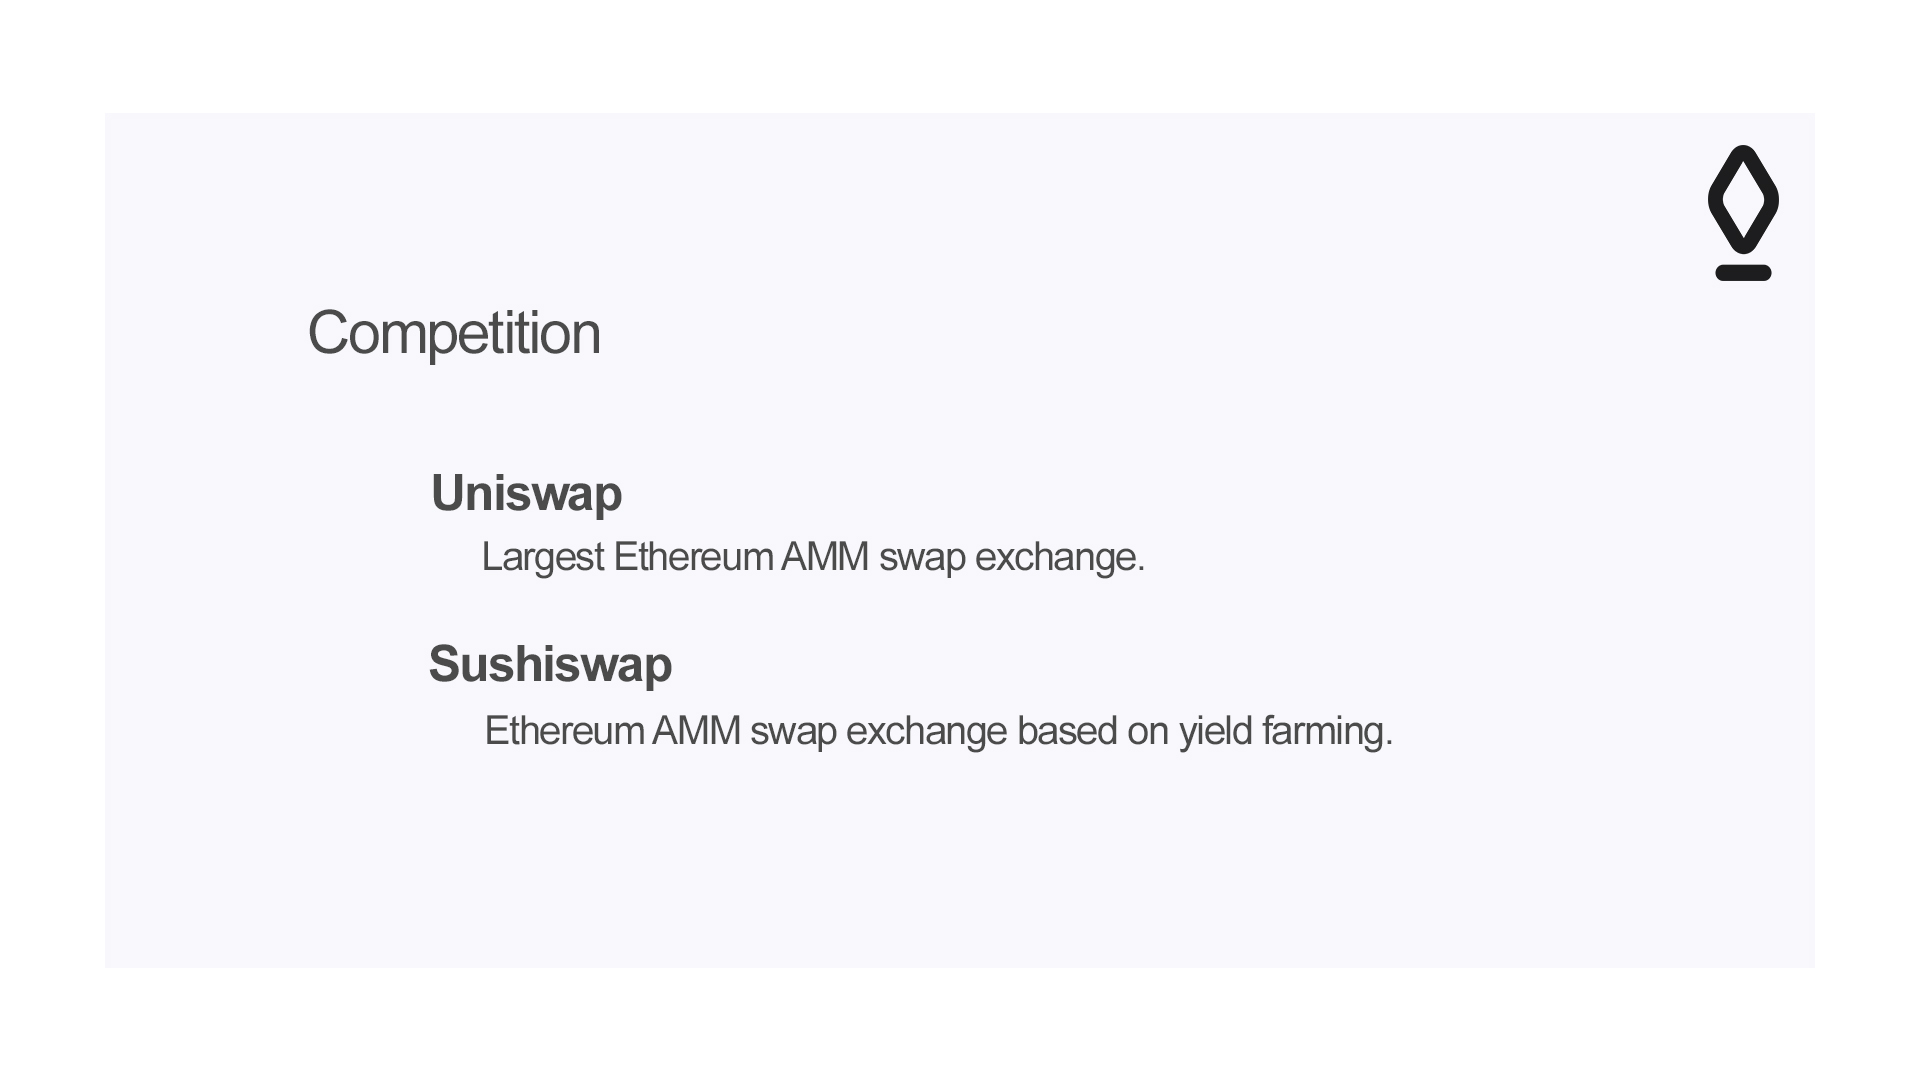 Competition
Uniswap
Largest Ethereum AMM swap exchange.
Sushiswap
Ethereum AMM swap exchange based on yield farming.